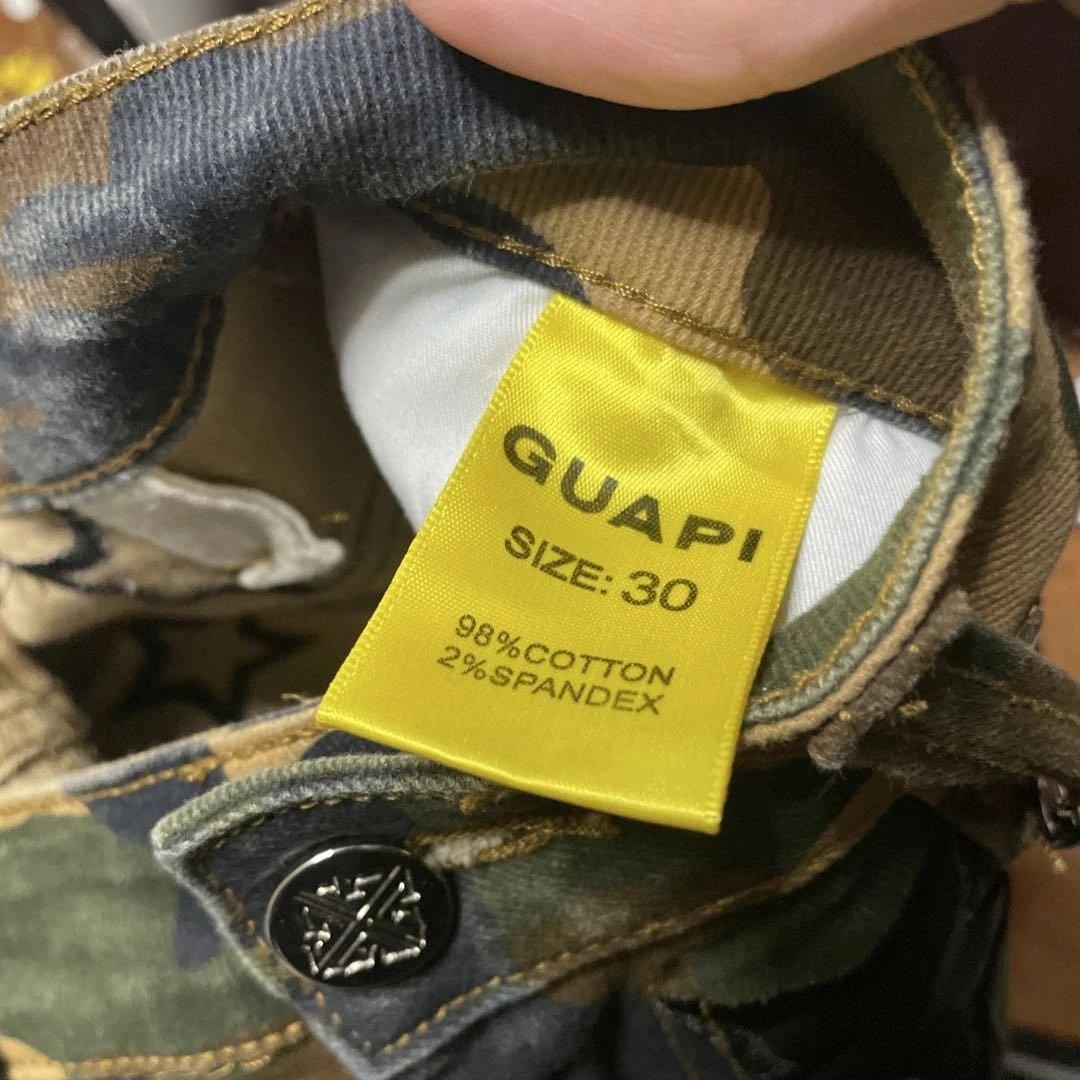 GUAPI
SIZE: 30
98%COTTON
2%SPANDEX